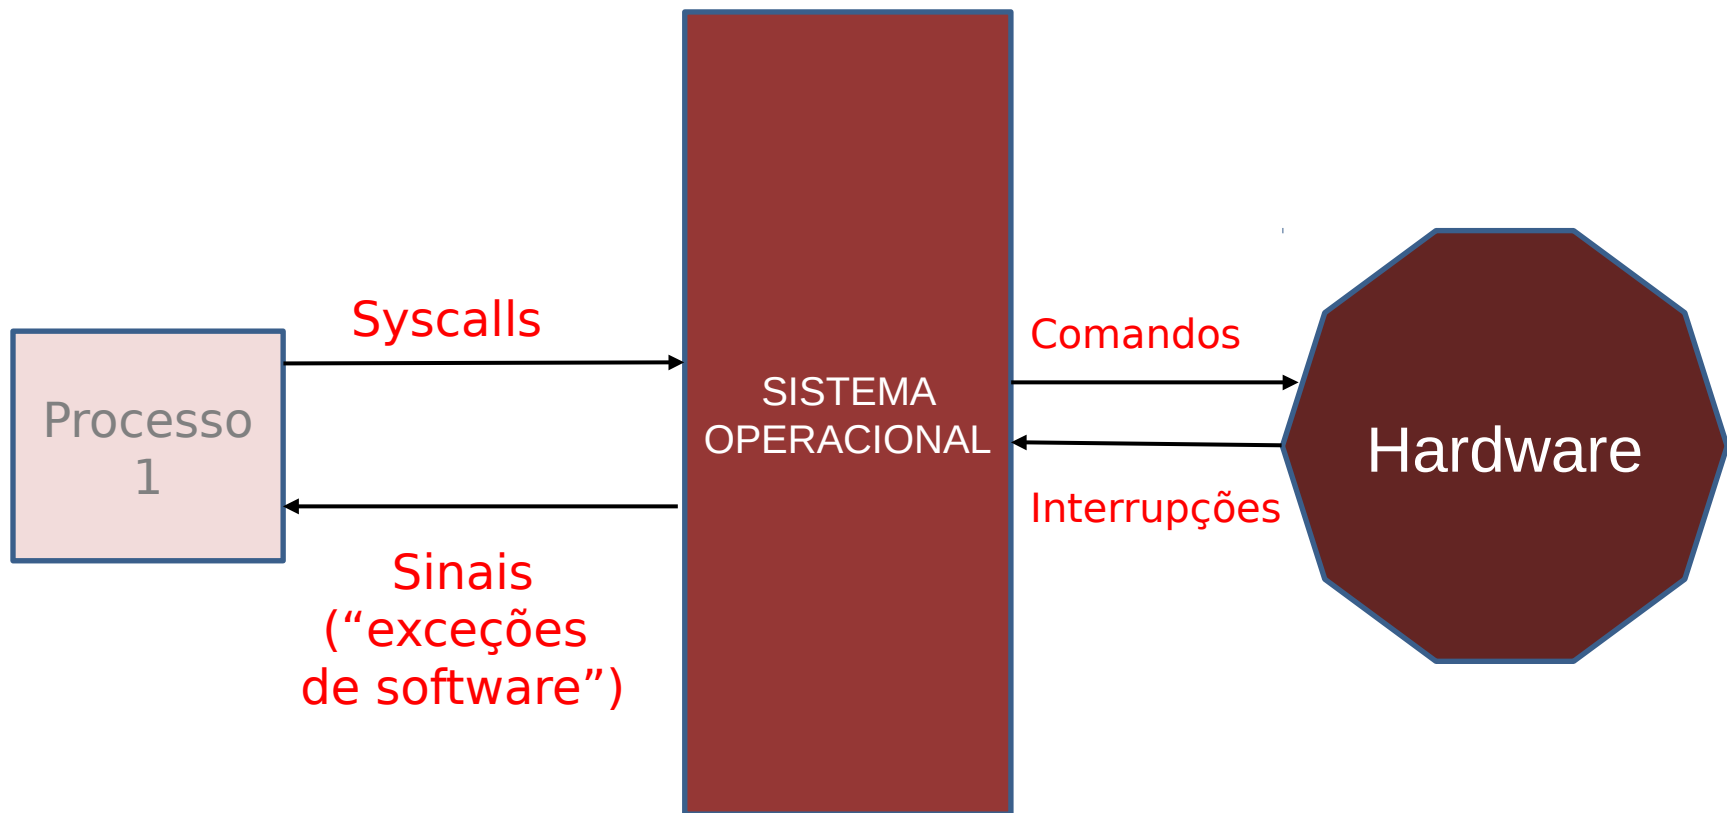 Syscalls
Processo
1
Sinais
(“exceções
de software”)
SISTEMA
OPERACIONAL
Comandos
Interrupções
Hardware